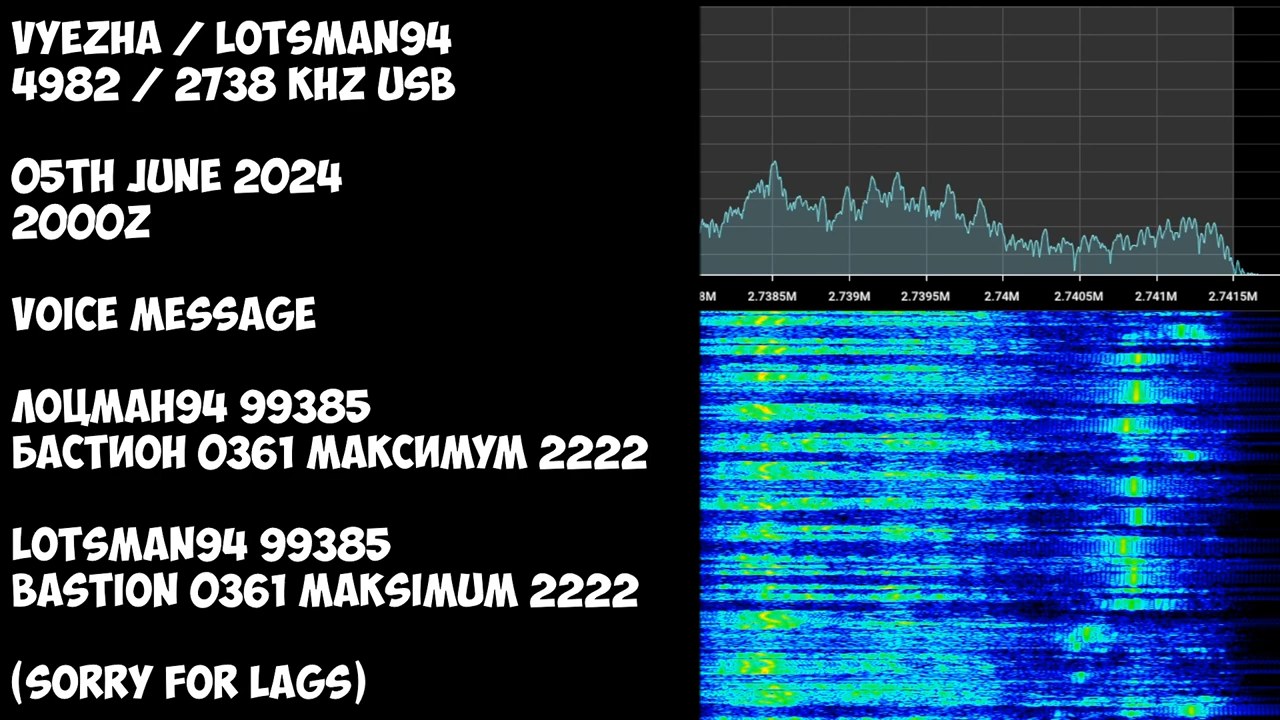 VYEZHA / LOTSMAN94
4982 / 2738 KHZ USB
05TH JUNE 2024
2000Z
VOICE MESSAGE
ЛОЦМАН94 99385
БАСТИОН 0361 МАКСИМУМ 2222
LOTSMAN94 99385
BASTION 0361 MAKSIMUM 2222
(SORRY FOR LAGS)
8M 2.7385M 2.739M 2.7395M 2.74M 2.7405M 2.741M 2.7415M